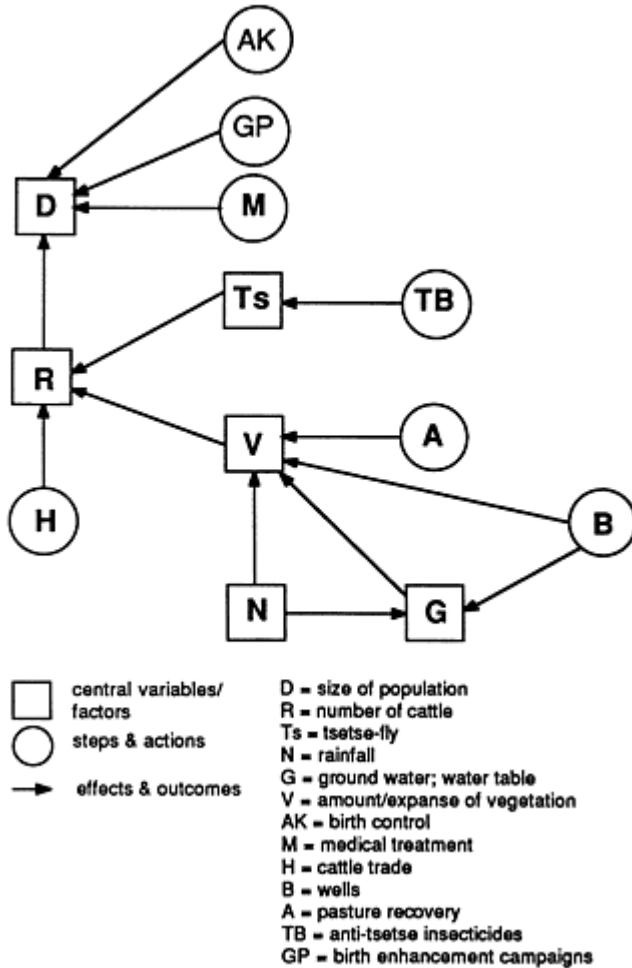 AK
GP
D
M
Ts
TB
R
V
A
H
B
N
G
central variables/
factors
steps & actions
effects & outcomes
D = size of population
R = number of cattle
Ts = tsetse-fly
N = rainfall
G = ground water; water table
V = amount/expanse of vegetation
AK = birth control
M = medical treatment
H = cattle trade
B = wells
A = pasture recovery
TB = anti-tsetse insecticides
GP = birth enhancement campaigns